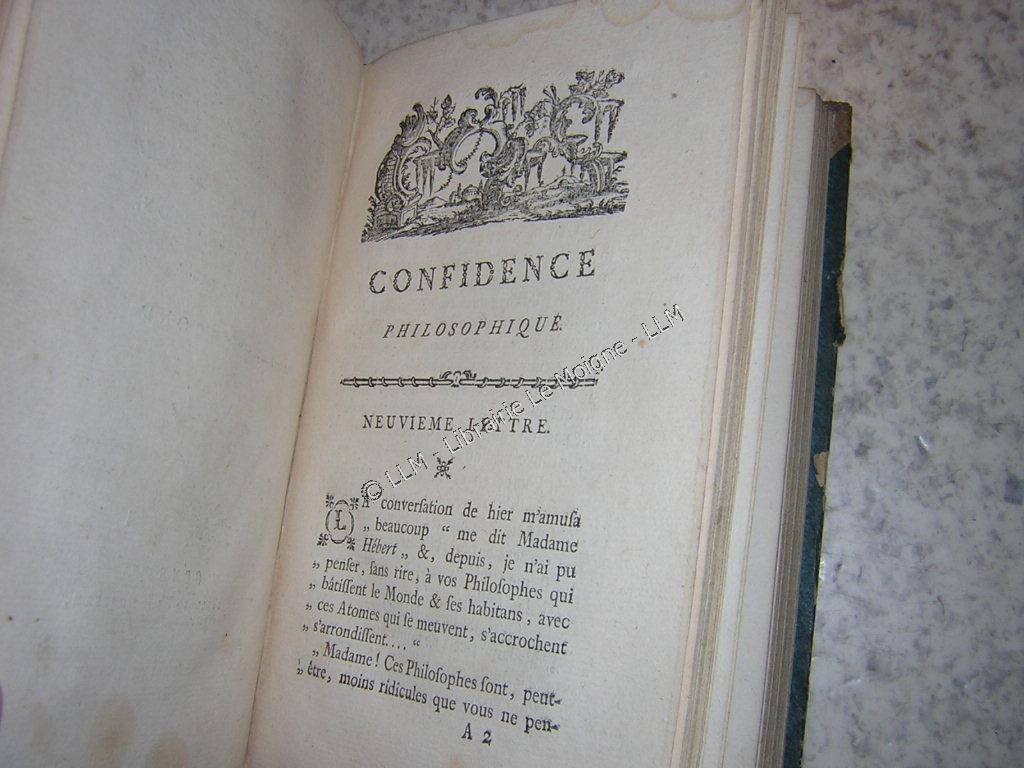 CONFIDENCE
PHILOSOPHIQUE.
NEUVIEME LETTRE.
LA converſation de hier m'amuſa
„ beaucoup “ me dit Madame
Hébert „ &, depuis, je n'ai pu
„ penſer, ſans rire, à vos Philoſophes qui
„ bâtiſſent le Monde & ſes habitans, avec
„ ces Atomes qui ſe meuvent, s'accrochent
„ s'arrondiſſent.... “
„ Madame! Ces Philoſophes ſont, peut-
„ être, moins ridicules que vous ne pen-
A 2
© LLM - Librairie Le Moigne - LLM